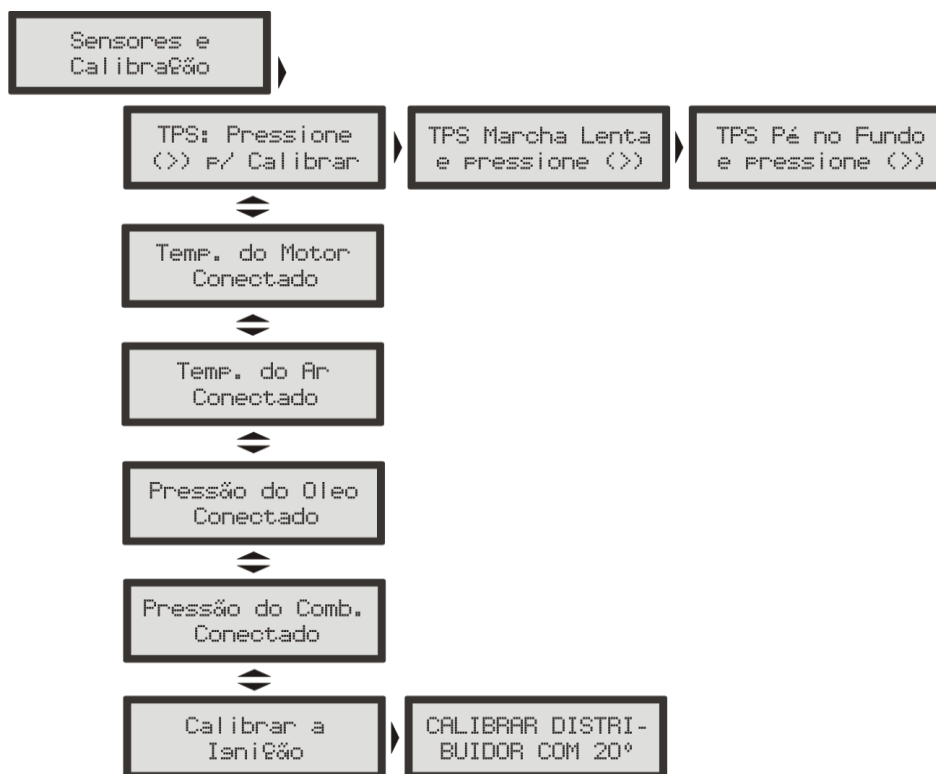 Sensores e
Calibração
TPS: Pressione
(>) p/ Calibrar
TPS Marcha Lenta
e pressione (>)
TPS Pé no Fundo
e pressione (>)
Temp. do Motor
Conectado
Temp. do Ar
Conectado
Pressão do Oleo
Conectado
Pressão do Comb.
Conectado
Calibrar a
Ignição
CALIBRAR DISTRI-
BUIDOR COM 20º